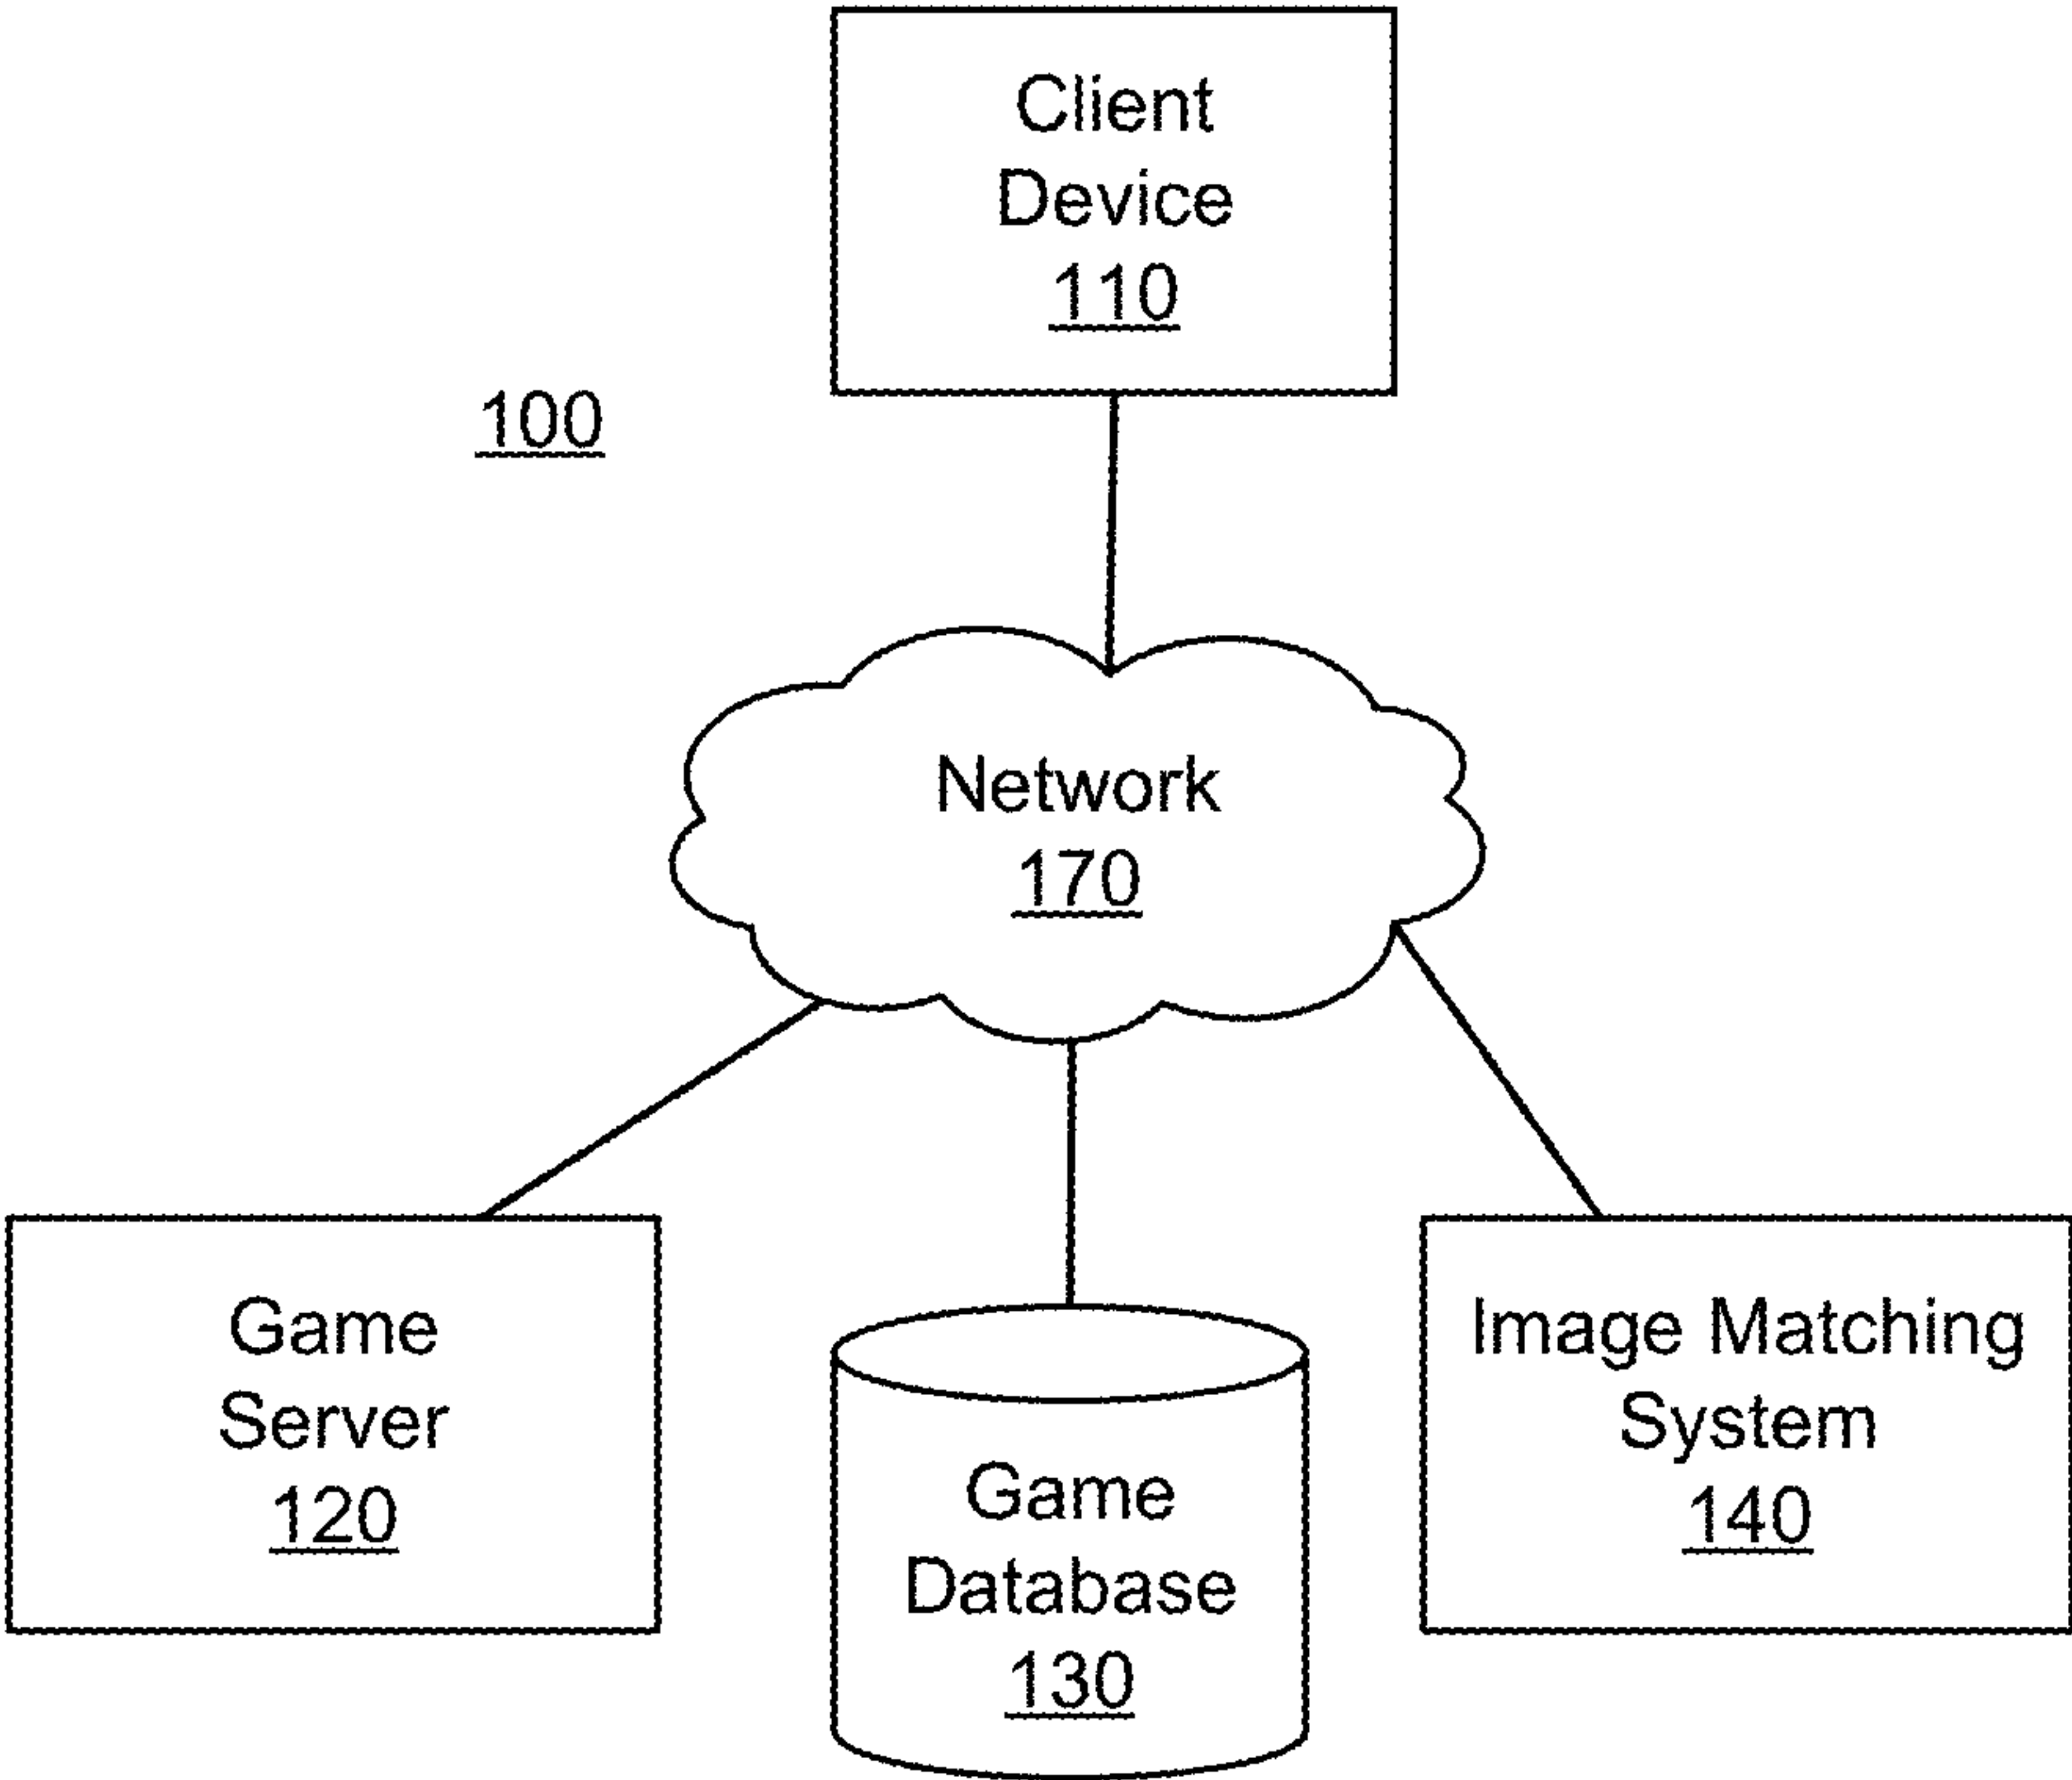 Client
Device
110
100
Network
170
Game
Server
120
Game
Database
130
Image Matching
System
140